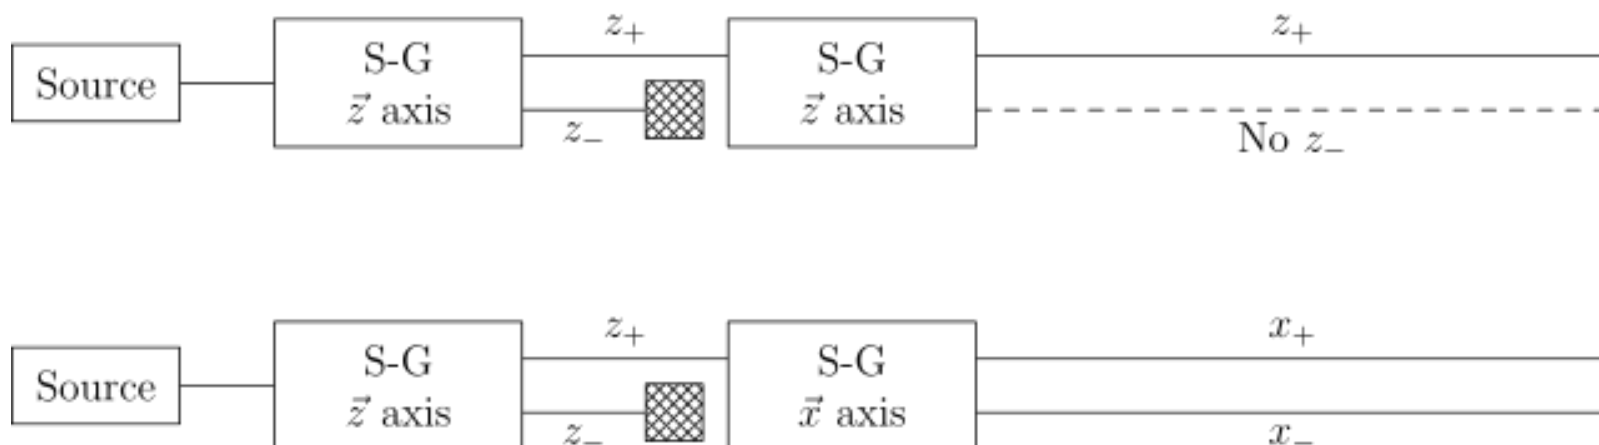 z₊ z₊
Source S-G z⃗ axis S-G z⃗ axis
z₋ No z₋
z₊ x₊
Source S-G z⃗ axis S-G x⃗ axis
z₋ x₋